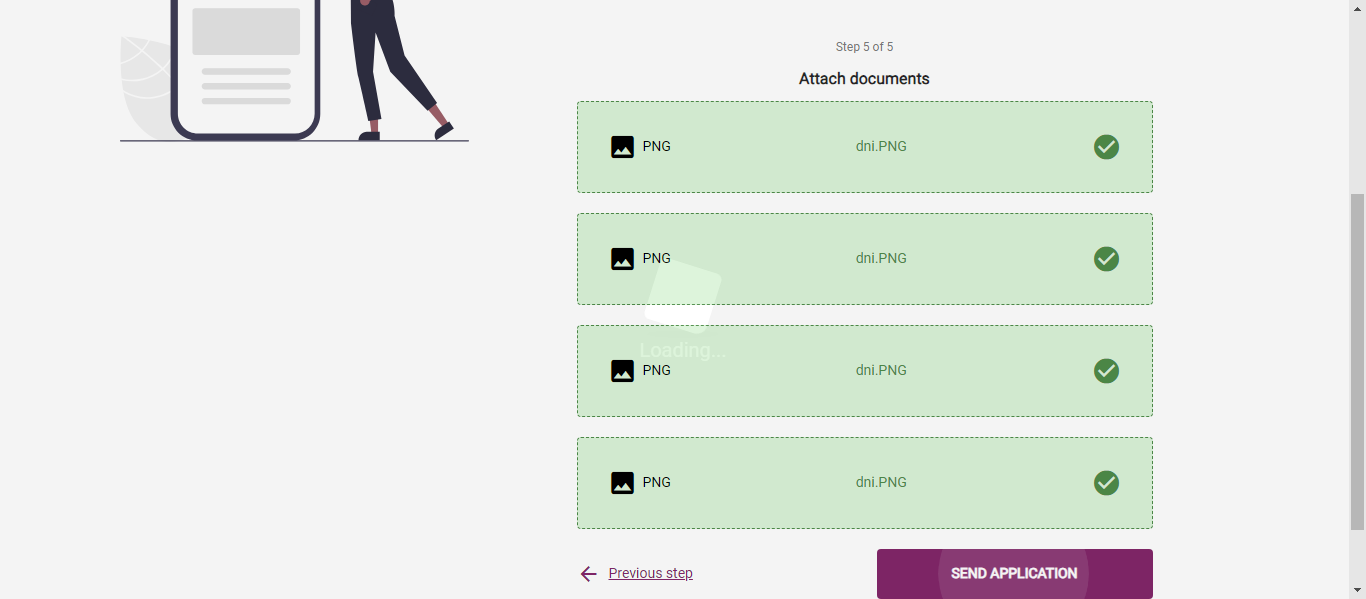 Step 5 of 5
Attach documents
PNG dni.PNG
PNG dni.PNG
Loading...
PNG dni.PNG
PNG dni.PNG
Previous step SEND APPLICATION